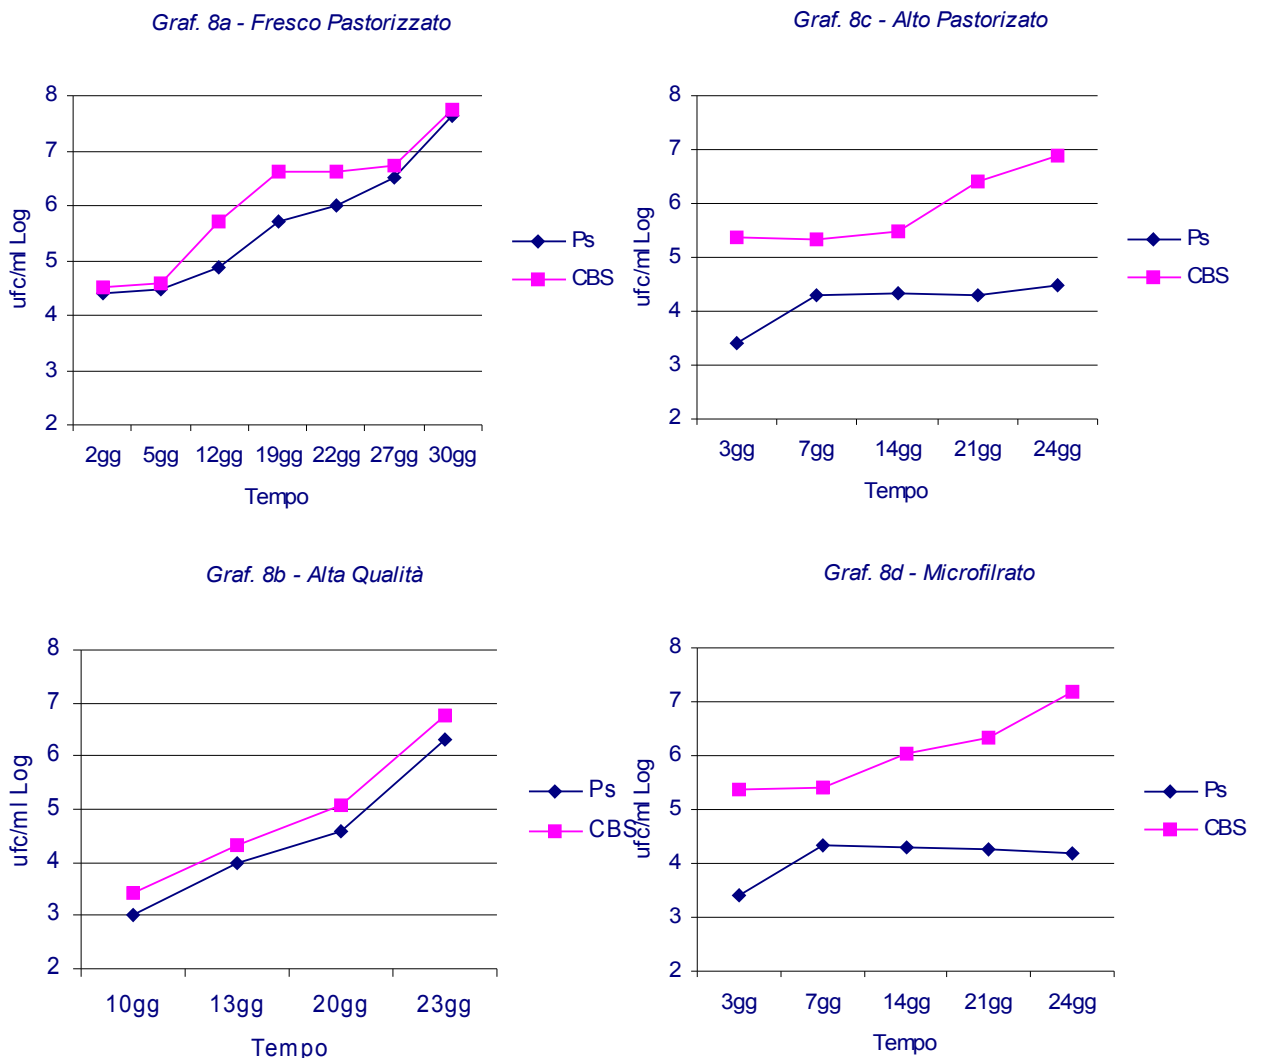 Graf. 8a - Fresco Pastorizzato
8
7
6
5
4
3
2
ufc/ml Log
2gg 5gg 12gg 19gg 22gg 27gg 30gg
Tempo
Ps
CBS
Graf. 8c - Alto Pastorizato
8
7
6
5
4
3
2
ufc/ml Log
3gg 7gg 14gg 21gg 24gg
Tempo
Ps
CBS
Graf. 8b - Alta Qualità
8
7
6
5
4
3
2
ufc/ml Log
10gg 13gg 20gg 23gg
Tempo
Ps
CBS
Graf. 8d - Microfilrato
8
7
6
5
4
3
2
ufc/ml Log
3gg 7gg 14gg 21gg 24gg
Tempo
Ps
CBS